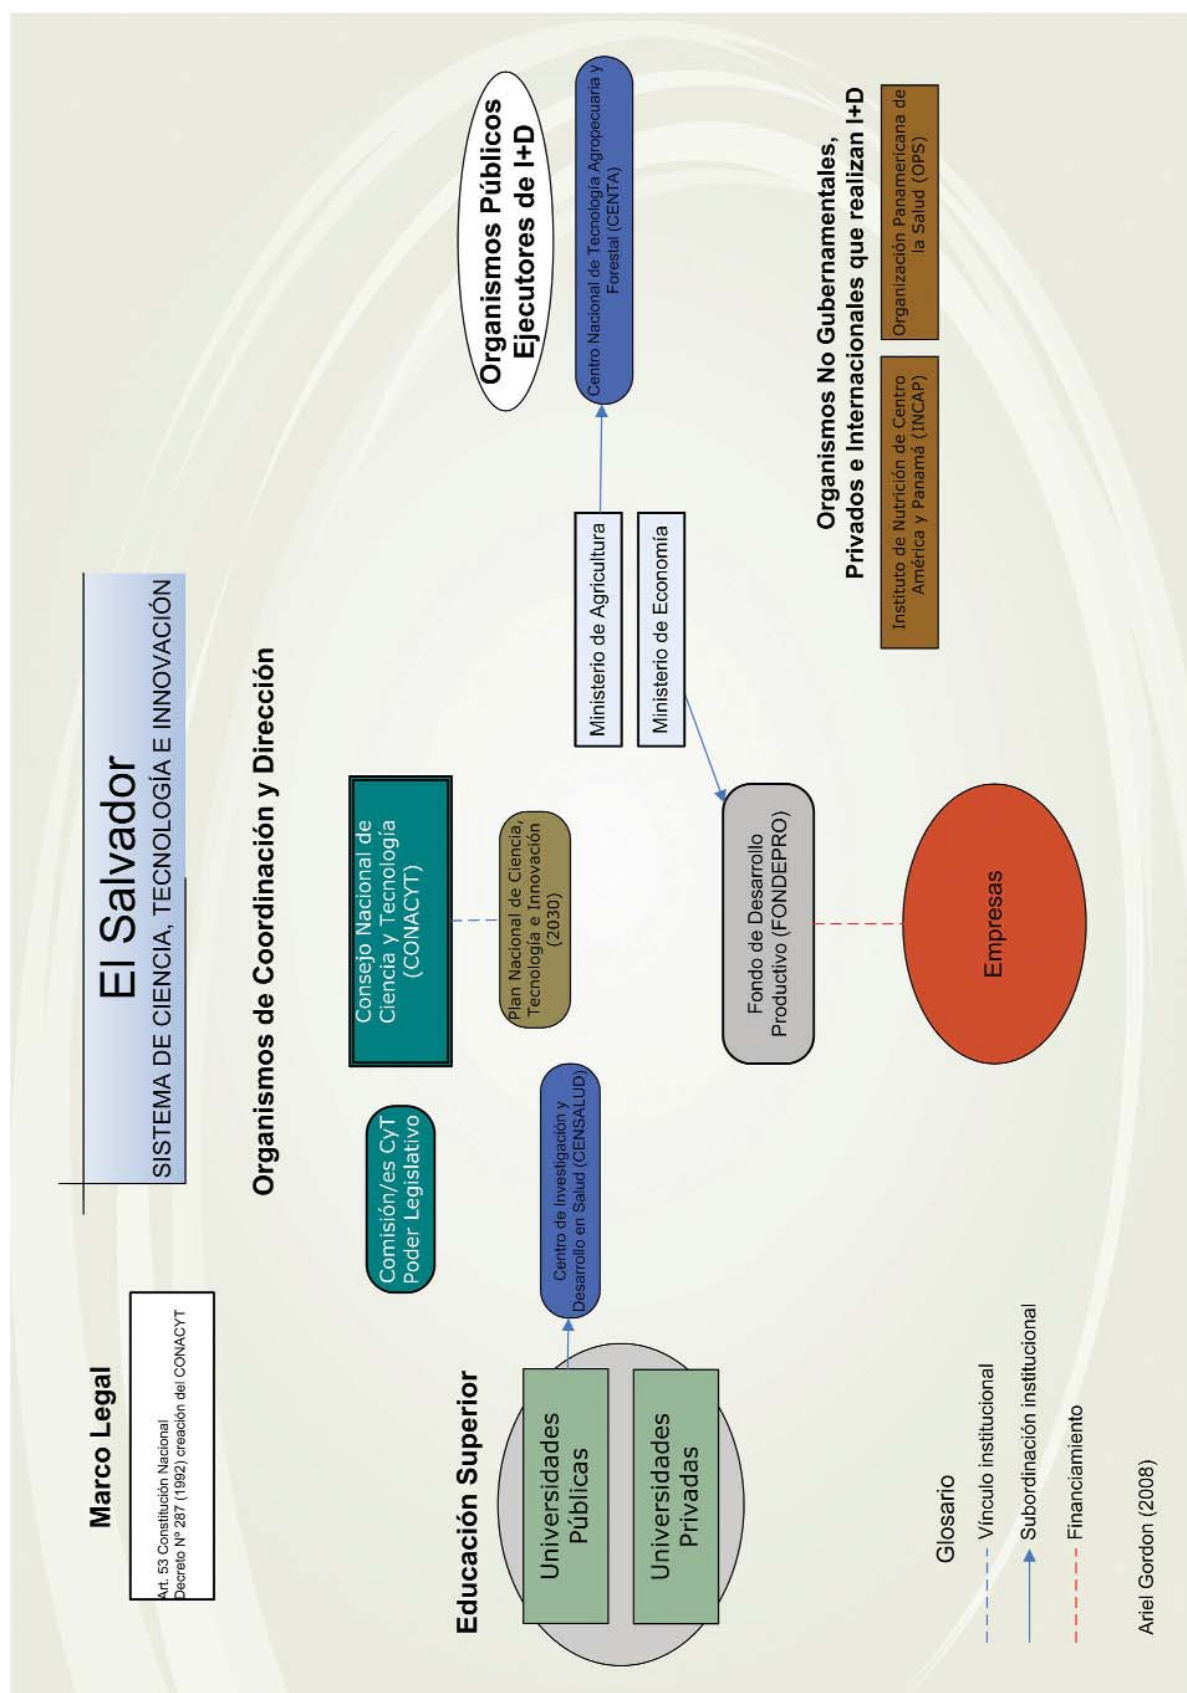 El Salvador
SISTEMA DE CIENCIA, TECNOLOGÍA E INNOVACIÓN
Marco Legal
Art. 53 Constitución Nacional
Decreto Nº 287 (1992) creación del CONACYT
Organismos de Coordinación y Dirección
Comisión/es CyT
Poder Legislativo
Consejo Nacional de
Ciencia y Tecnología
(CONACYT)
Plan Nacional de Ciencia,
Tecnología e Innovación
(2030)
Organismos Públicos
Ejecutores de I+D
Centro Nacional de Tecnología Agropecuaria y
Forestal (CENTA)
Ministerio de Agricultura
Ministerio de Economía
Educación Superior
Universidades
Públicas
Universidades
Privadas
Centro de Investigación y
Desarrollo en Salud (CENSALUD)
Fondo de Desarrollo
Productivo (FONDEPRO)
Empresas
Organismos No Gubernamentales,
Privados e Internacionales que realizan I+D
Instituto de Nutrición de Centro
América y Panamá (INCAP)
Organización Panamericana de
la Salud (OPS)
Glosario
Vínculo institucional
Subordinación institucional
Financiamiento
Ariel Gordon (2008)